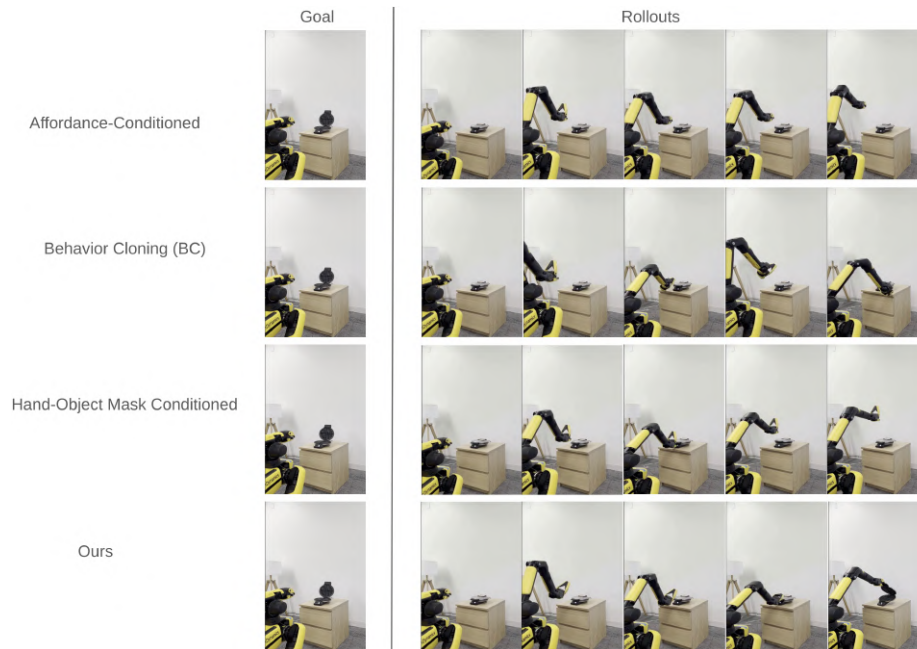 Goal
Rollouts
Affordance-Conditioned
Behavior Cloning (BC)
Hand-Object Mask Conditioned
Ours